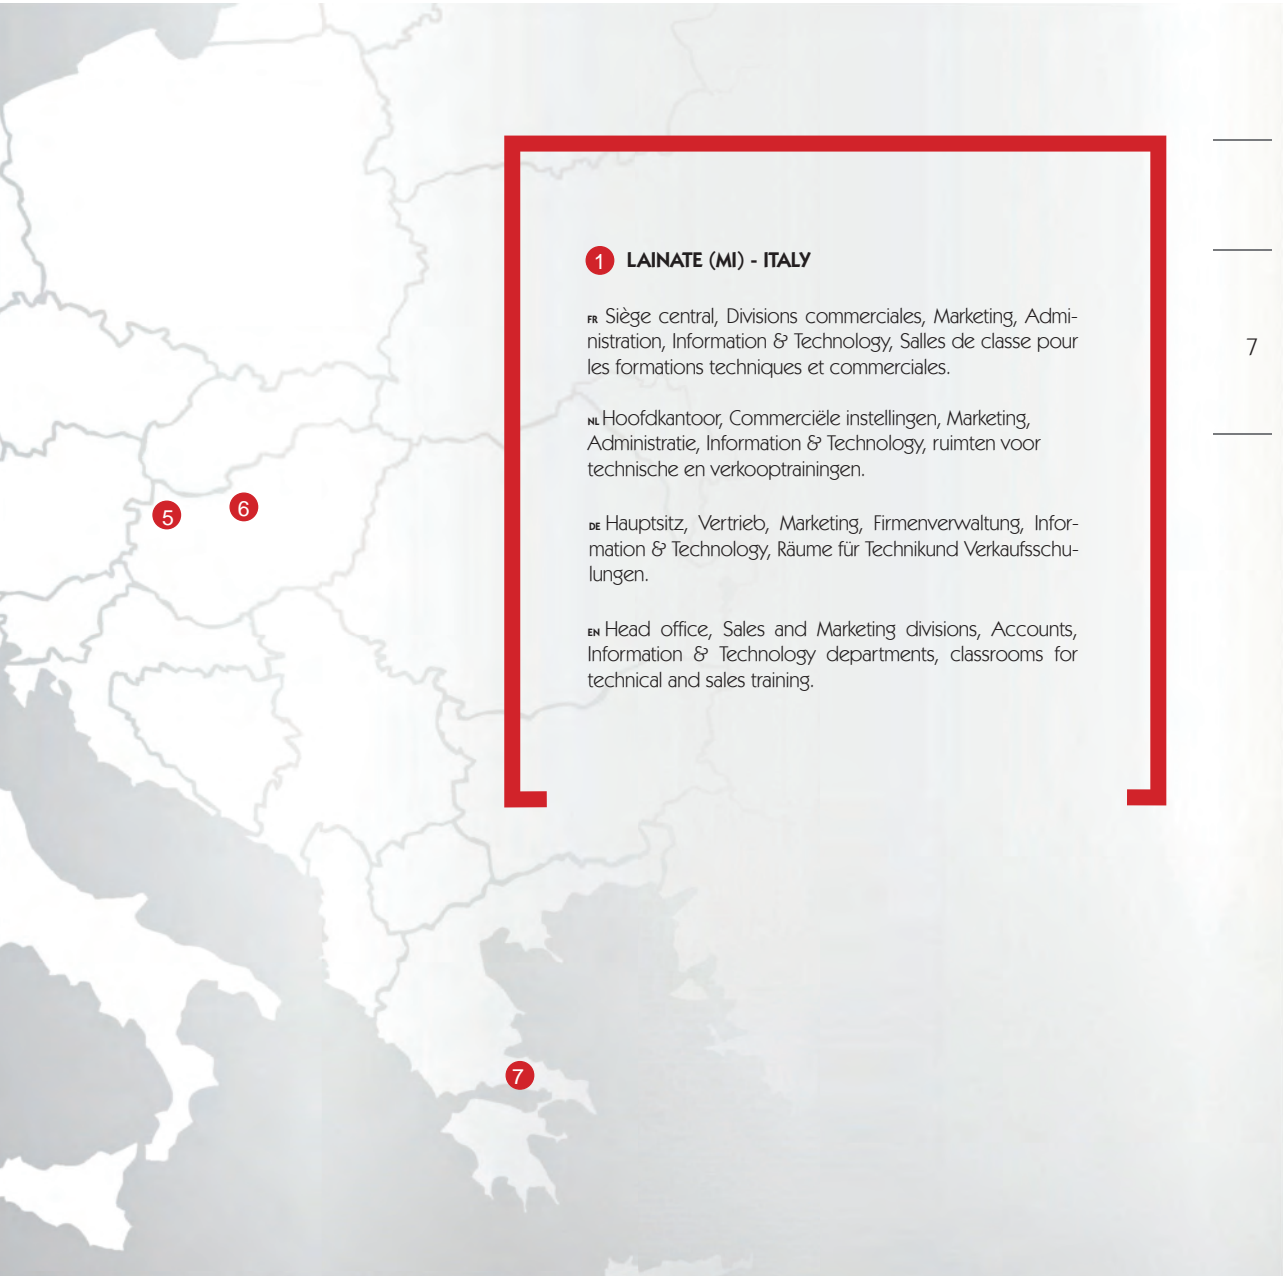 1 LAINATE (MI) - ITALY
FR Siège central, Divisions commerciales, Marketing, Admi-
nistration, Information & Technology, Salles de classe pour
les formations techniques et commerciales.
NL Hoofdkantoor, Commerciële instellingen, Marketing,
Administratie, Information & Technology, ruimten voor
technische en verkooptrainingen.
DE Hauptsitz, Vertrieb, Marketing, Firmenverwaltung, Infor-
mation & Technology, Räume für Technikund Verkaufsschu-
lungen.
EN Head office, Sales and Marketing divisions, Accounts,
Information & Technology departments, classrooms for
technical and sales training.
7
5
6
7